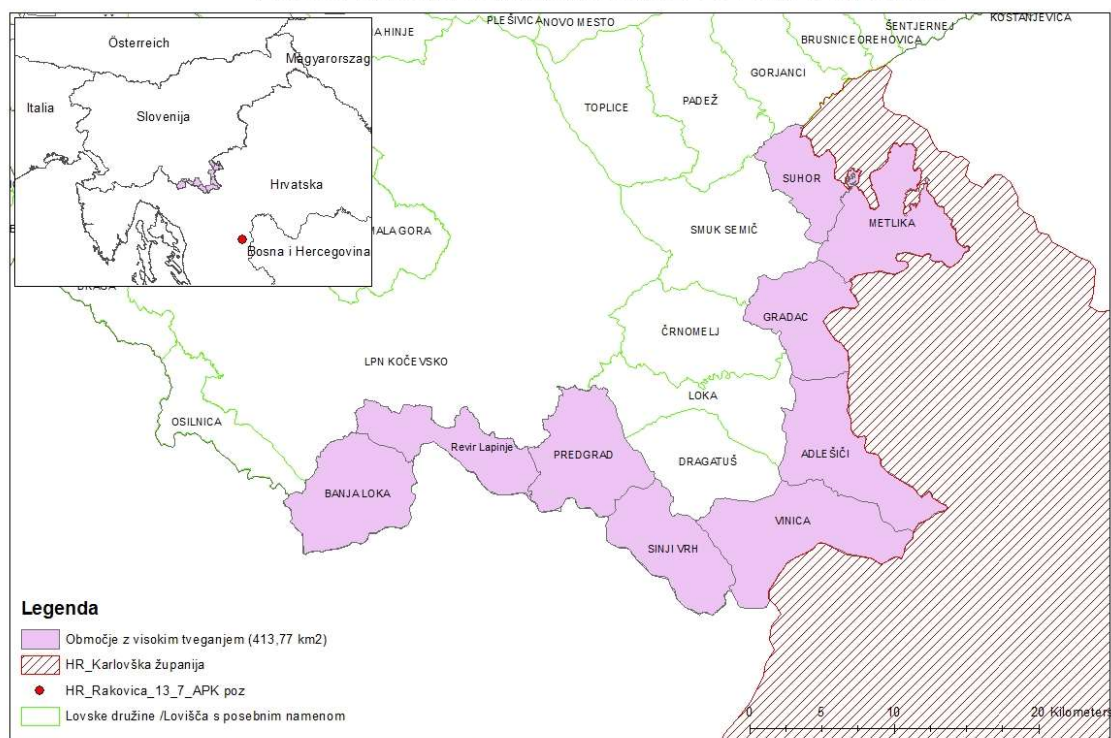 PLEŠIVICA
NOVO MESTO
ŠENTJERNEJ
KOSTANJEVICA
AHINJE
BRUSNICE
OREHOVICA
Österreich
Magyarország
GORJANCI
Italia
Slovenija
TOPLICE
PADEŽ
SUHOR
Hrvatska
METLIKA
MALA GORA
SMUK SEMIČ
Bosna i Hercegovina
GRADAC
ČRNOMELJ
LPN KOČEVSKO
LOKA
OSILNICA
Revir Lapinje
PREDGRAD
DRAGATUŠ
ADLEŠIČI
BANJA LOKA
VINICA
SINJI VRH
Legenda
Območje z visokim tveganjem (413,77 km2)
HR_Karlovška županija
HR_Rakovica_13_7_APK poz
Lovske družine /Lovišča s posebnim namenom
0 5 10 20 Kilometers